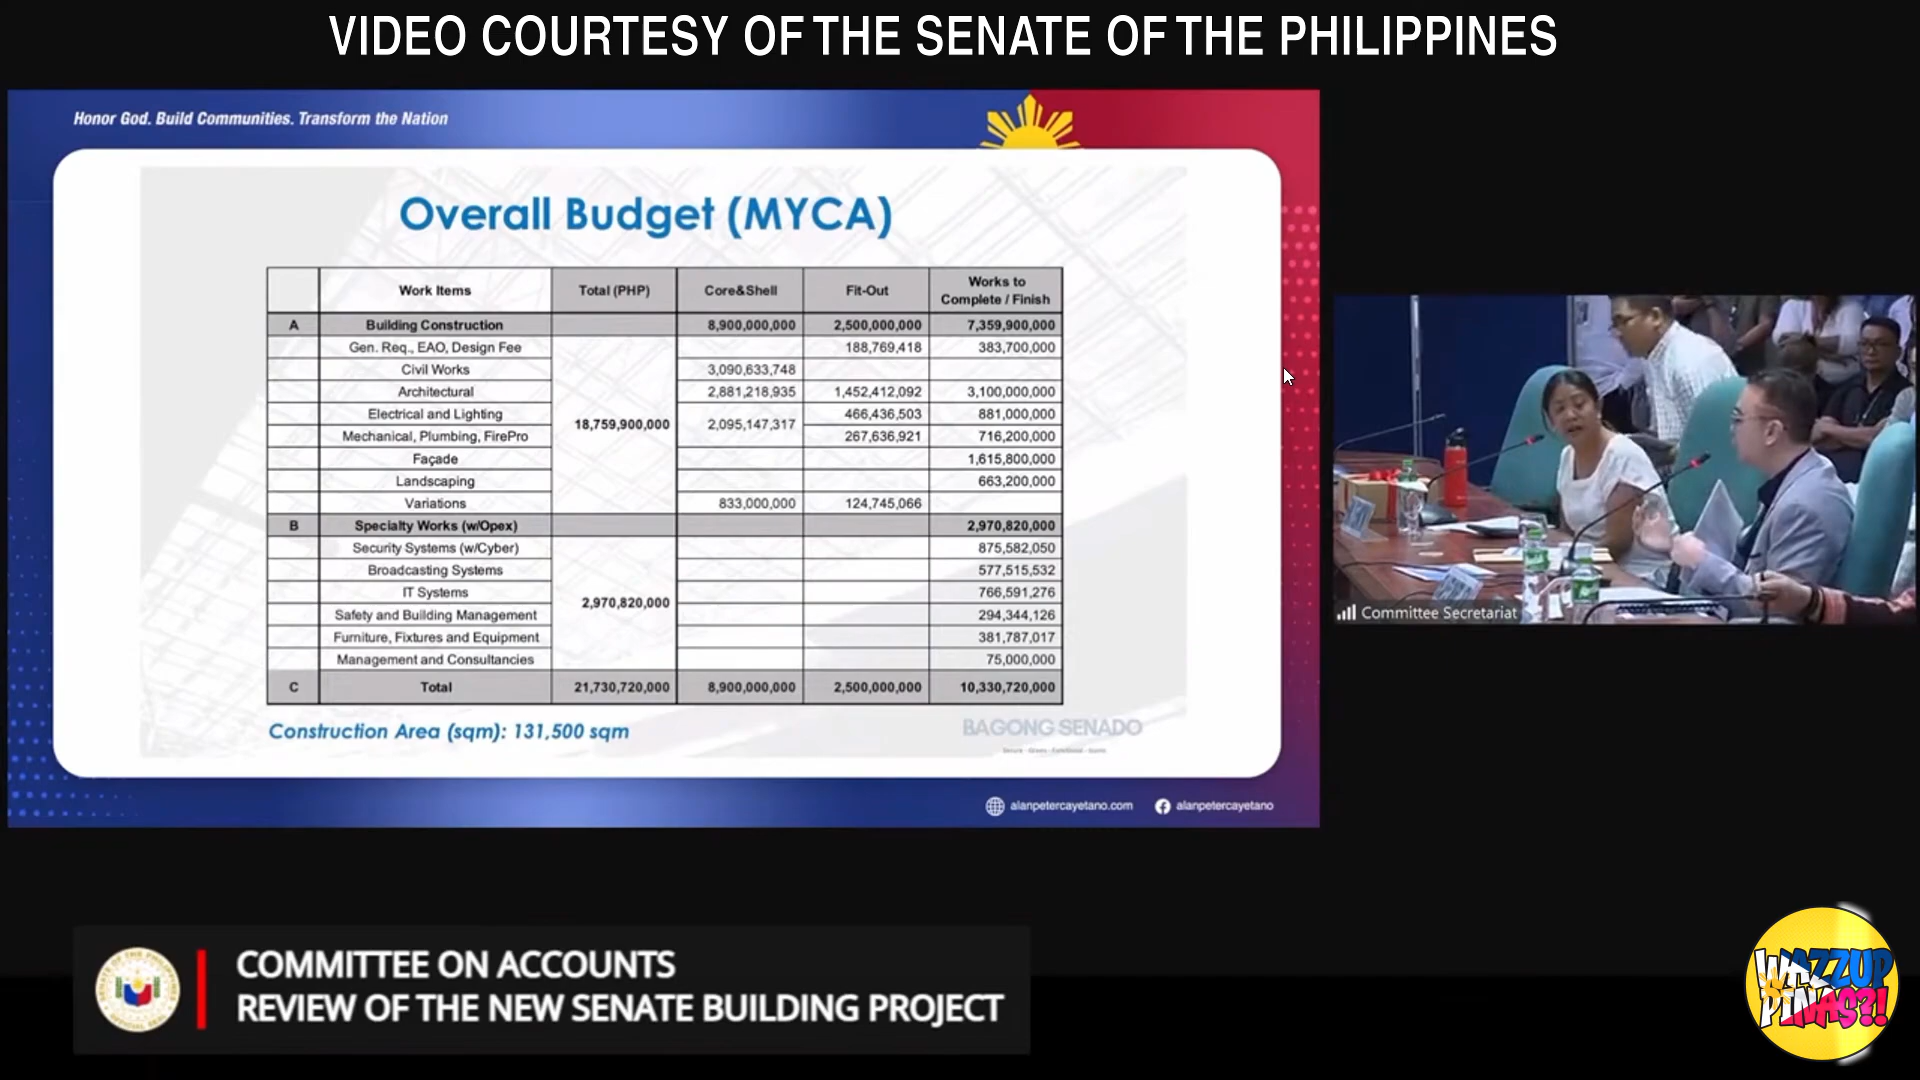 VIDEO COURTESY OF THE SENATE OF THE PHILIPPINES
Honor God. Build Communities. Transform the Nation
Overall Budget (MYCA)
Work Items Total (PHP) Core&Shell Fit-Out Works to Complete / Finish
A Building Construction 8,900,000,000 2,500,000,000 7,359,900,000
Gen. Req., EAO, Design Fee 188,769,418 383,700,000
Civil Works 3,090,633,748
Architectural 2,881,218,935 1,452,412,092 3,100,000,000
Electrical and Lighting 466,436,503 881,000,000
18,759,900,000 2,095,147,317
Mechanical, Plumbing, FirePro 267,636,921 716,200,000
Façade 1,615,800,000
Landscaping 663,200,000
Variations 833,000,000 124,745,066
B Specialty Works (w/Opex) 2,970,820,000
Security Systems (w/Cyber) 875,582,050
Broadcasting Systems 577,515,532
IT Systems 766,591,276
2,970,820,000
Safety and Building Management 294,344,126
Furniture, Fixtures and Equipment 381,787,017
Management and Consultancies 75,000,000
C Total 21,730,720,000 8,900,000,000 2,500,000,000 10,330,720,000
Construction Area (sqm): 131,500 sqm
BAGONG SENADO
alanpetercayetano.com alanpetercayetano
Committee Secretariat
COMMITTEE ON ACCOUNTS
REVIEW OF THE NEW SENATE BUILDING PROJECT
WAZZUP
PINAS?!